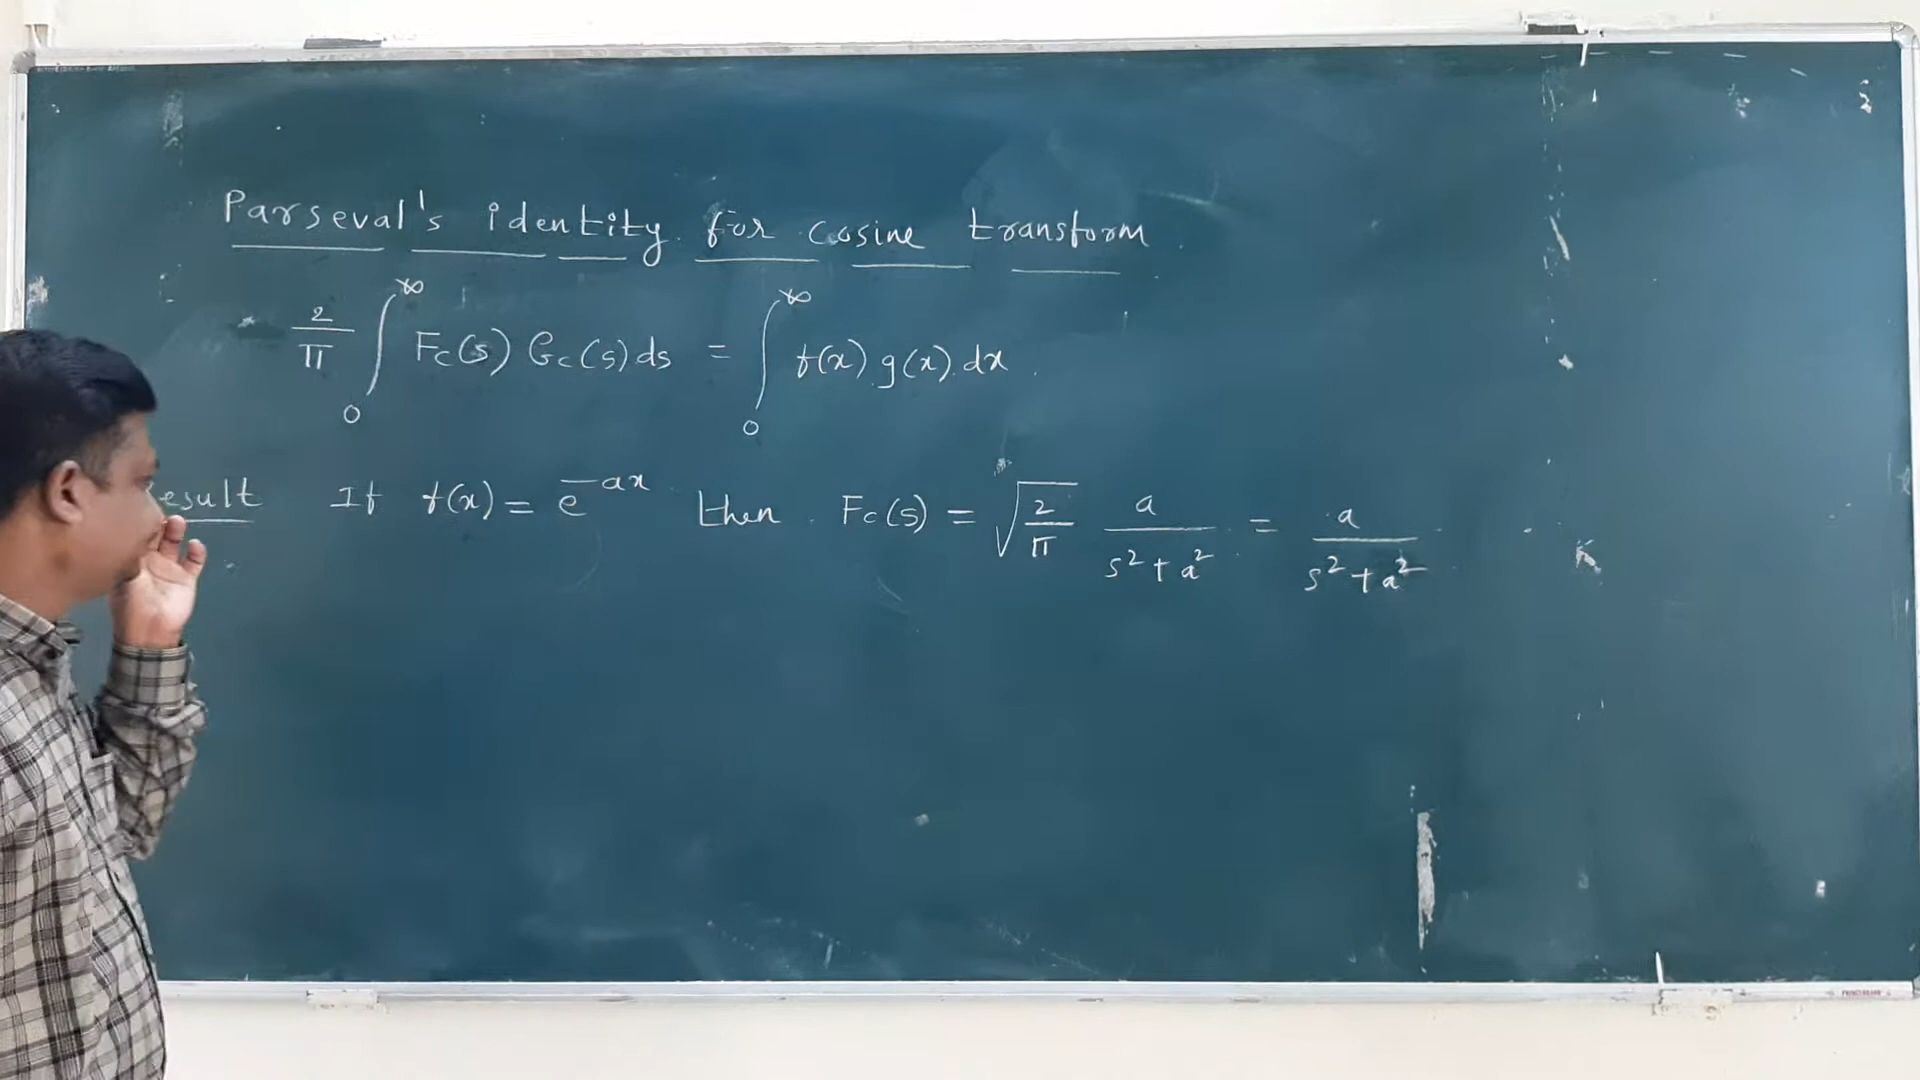 Parseval's identity for cosine transform
2/π ∫₀^∞ Fc(s) Gc(s) ds = ∫₀^∞ f(x) g(x) dx.
esult If f(x) = e^-ax then Fc(s) = √(2/π) a/(s²+a²) = a/(s²+a²)